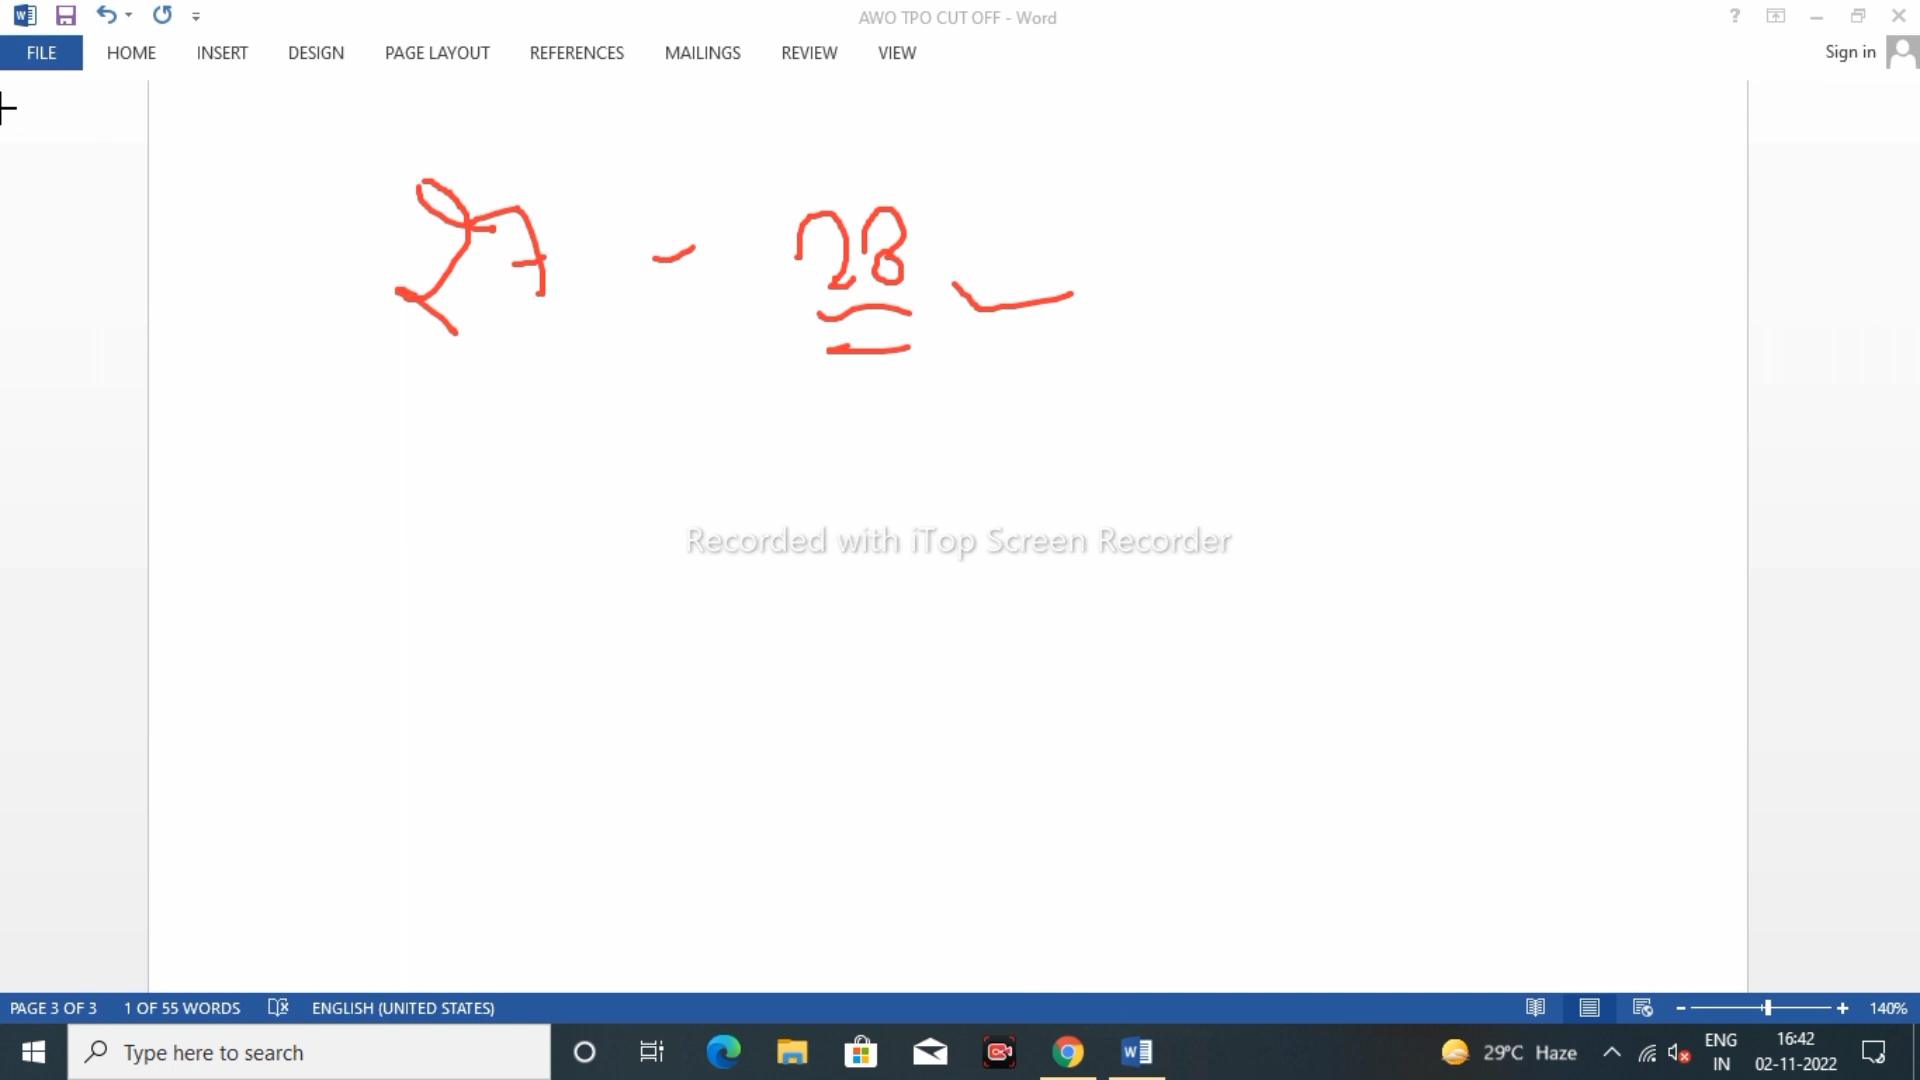 AWO TPO CUT OFF - Word
?
FILE HOME INSERT DESIGN PAGE LAYOUT REFERENCES MAILINGS REVIEW VIEW Sign in
27 - 28
Recorded with iTop Screen Recorder
PAGE 3 OF 3 1 OF 55 WORDS ENGLISH (UNITED STATES) 140%
Type here to search 29°C Haze ENG IN 16:42 02-11-2022